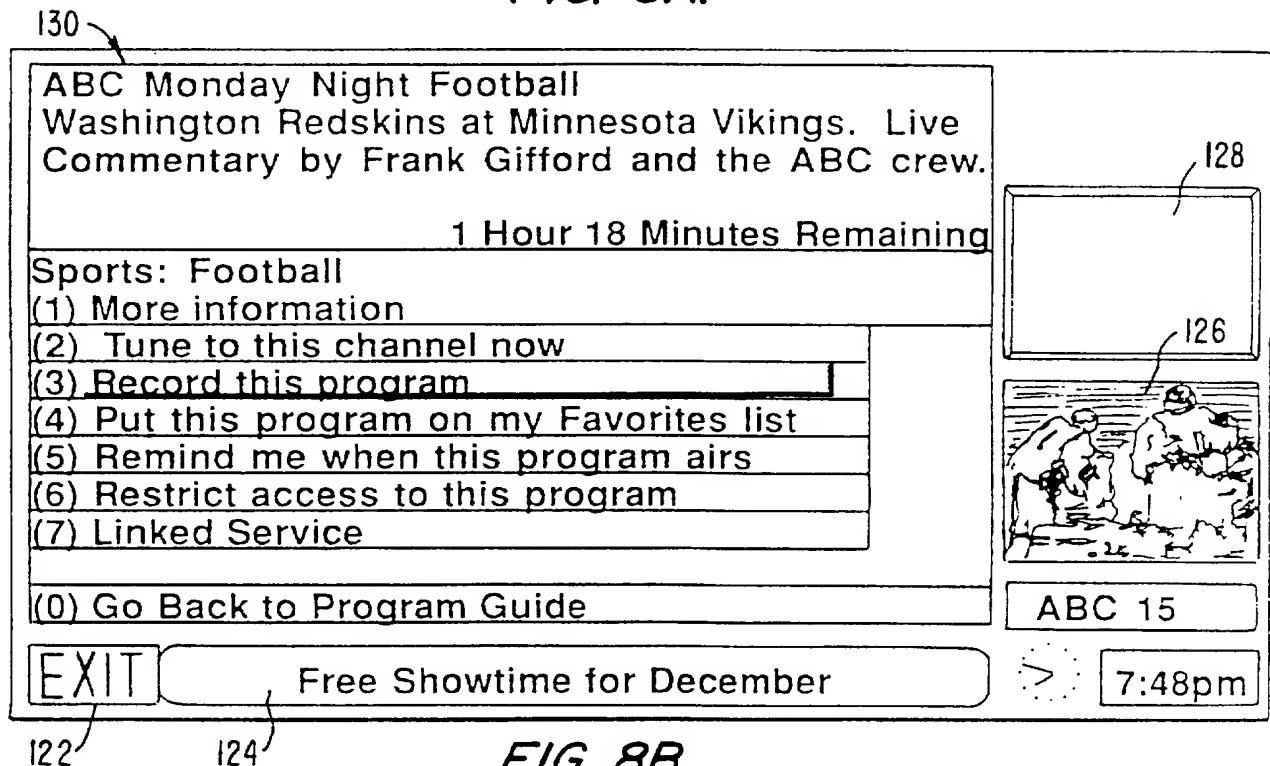 130
ABC Monday Night Football
Washington Redskins at Minnesota Vikings. Live
Commentary by Frank Gifford and the ABC crew.
1 Hour 18 Minutes Remaining
Sports: Football
(1) More information
(2) Tune to this channel now
(3) Record this program
(4) Put this program on my Favorites list
(5) Remind me when this program airs
(6) Restrict access to this program
(7) Linked Service
(0) Go Back to Program Guide
128
126
ABC 15
EXIT
Free Showtime for December
7:48pm
122
124
FIG. 8B.